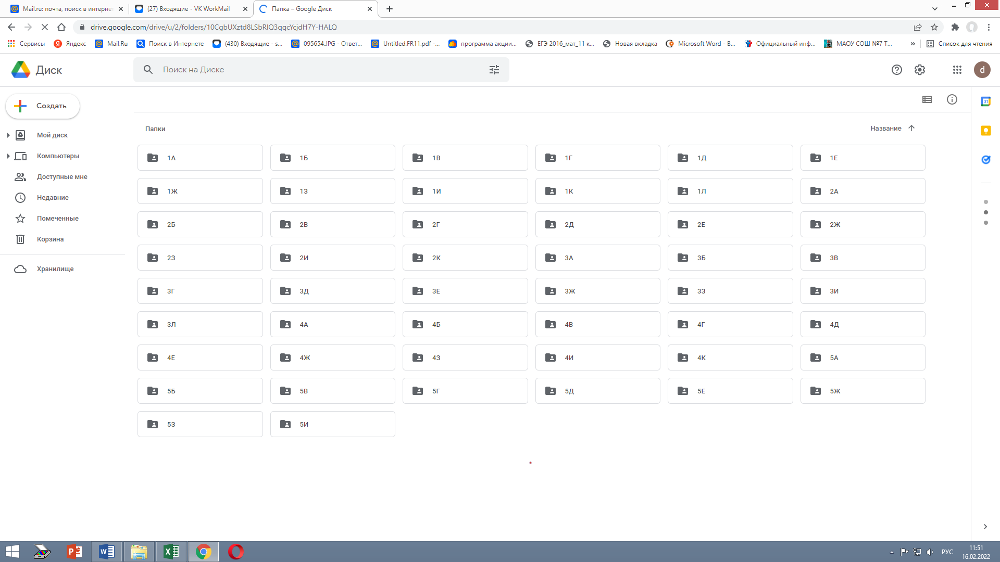 Mail.ru: почта, поиск в интернет
(27) Входящие - VK WorkMail
Папка – Google Диск
drive.google.com/drive/u/2/folders/10CgbUXztd8LSbRlQ3qqcYcjdH7Y-HALQ
Сервисы
Яндекс
Mail.Ru
Поиск в Интернете
(430) Входящие - s...
095654.JPG - Ответ...
Untitled.FR11.pdf -...
программа акции...
ЕГЭ 2016_мат_11 к...
Новая вкладка
Microsoft Word - В...
Официальный инф...
МАОУ СОШ №7 Т...
»
Список для чтения
Диск
Поиск на Диске
d
Создать
31
Мой диск
Компьютеры
Доступные мне
Недавние
Помеченные
Корзина
Хранилище
Папки
Название
1А
1Б
1В
1Г
1Д
1Е
1Ж
1З
1И
1К
1Л
2А
2Б
2В
2Г
2Д
2Е
2Ж
2З
2И
2К
3А
3Б
3В
3Г
3Д
3Е
3Ж
3З
3И
3Л
4А
4Б
4В
4Г
4Д
4Е
4Ж
4З
4И
4К
5А
5Б
5В
5Г
5Д
5Е
5Ж
5З
5И
РУС
11:51
16.02.2022